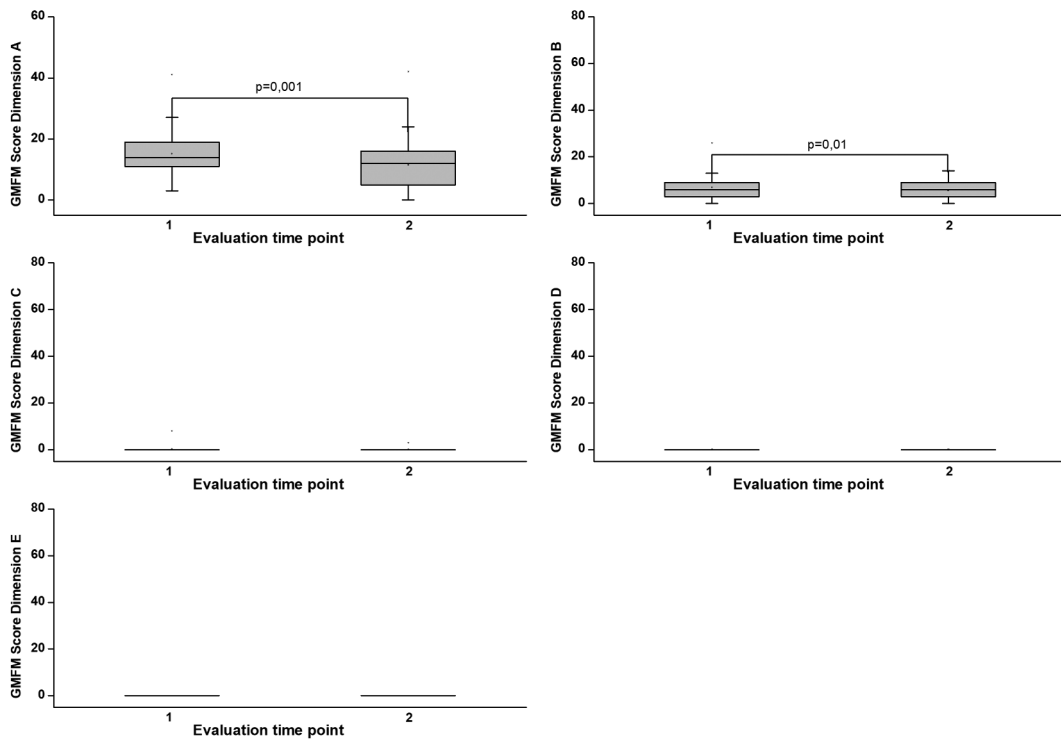 GMFM Score Dimension A
60
40
20
0
p=0,001
1
2
Evaluation time point
GMFM Score Dimension B
80
60
40
20
0
p=0,01
1
2
Evaluation time point
GMFM Score Dimension C
80
60
40
20
0
1
2
Evaluation time point
GMFM Score Dimension D
80
60
40
20
0
1
2
Evaluation time point
GMFM Score Dimension E
80
60
40
20
0
1
2
Evaluation time point